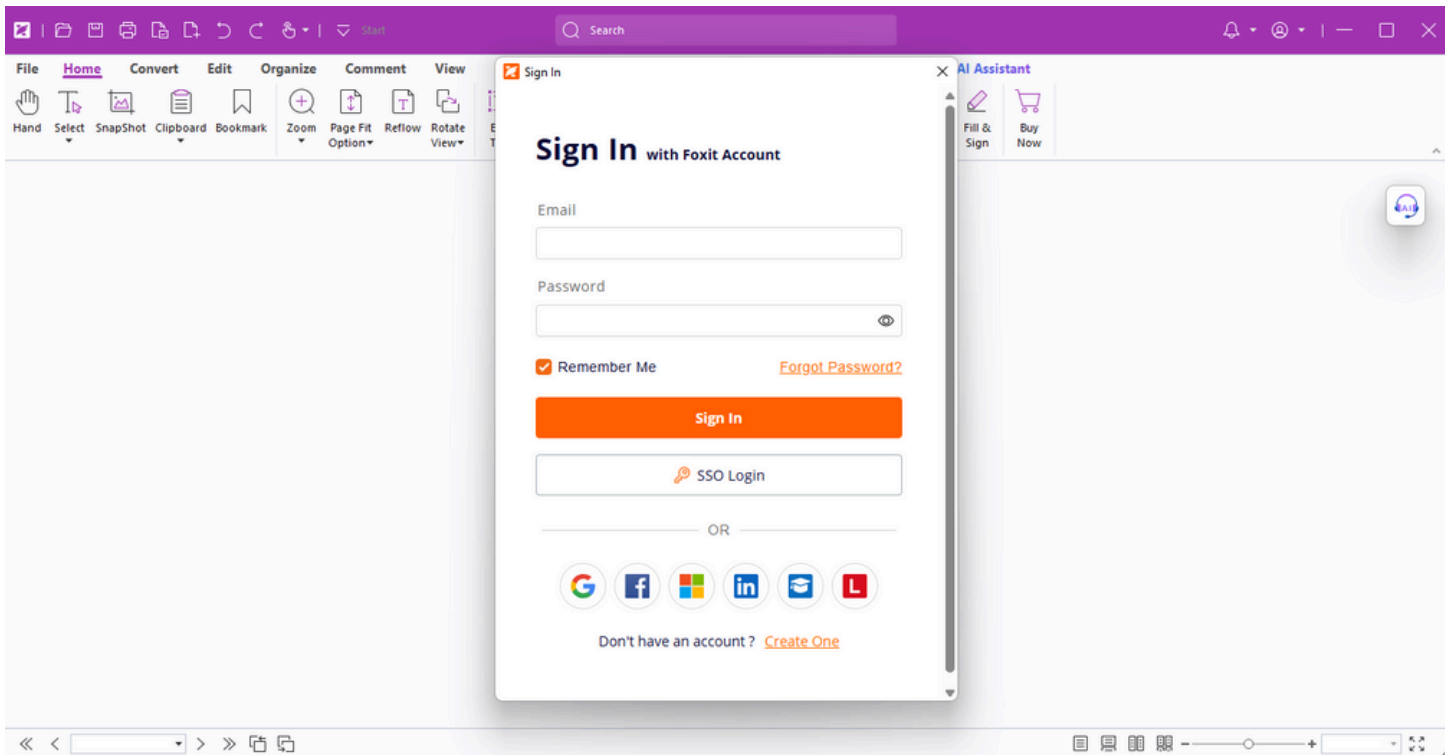 Start
Search
File Home Convert Edit Organize Comment View AI Assistant
Hand Select SnapShot Clipboard Bookmark Zoom Page Fit Option Reflow Rotate View Fill & Sign Buy Now
Sign In
Sign In with Foxit Account
Email
Password
Remember Me Forgot Password?
Sign In
SSO Login
OR
Don't have an account ? Create One